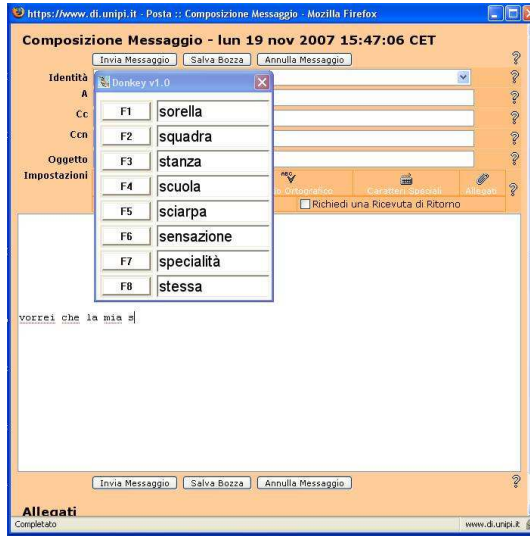 https://www.di.unipi.it - Posta :: Composizione Messaggio - Mozilla Firefox
Composizione Messaggio - lun 19 nov 2007 15:47:06 CET
Invia Messaggio Salva Bozza Annulla Messaggio
Identità
A
Cc
Ccn
Oggetto
Impostazioni
Donkey v1.0
F1 sorella
F2 squadra
F3 stanza
F4 scuola
F5 sciarpa
F6 sensazione
F7 specialità
F8 stessa
Ortografico Caratteri Speciali Allegati
Richiedi una Ricevuta di Ritorno
vorrei che la mia s
Invia Messaggio Salva Bozza Annulla Messaggio
Allegati
Completato www.di.unipi.it